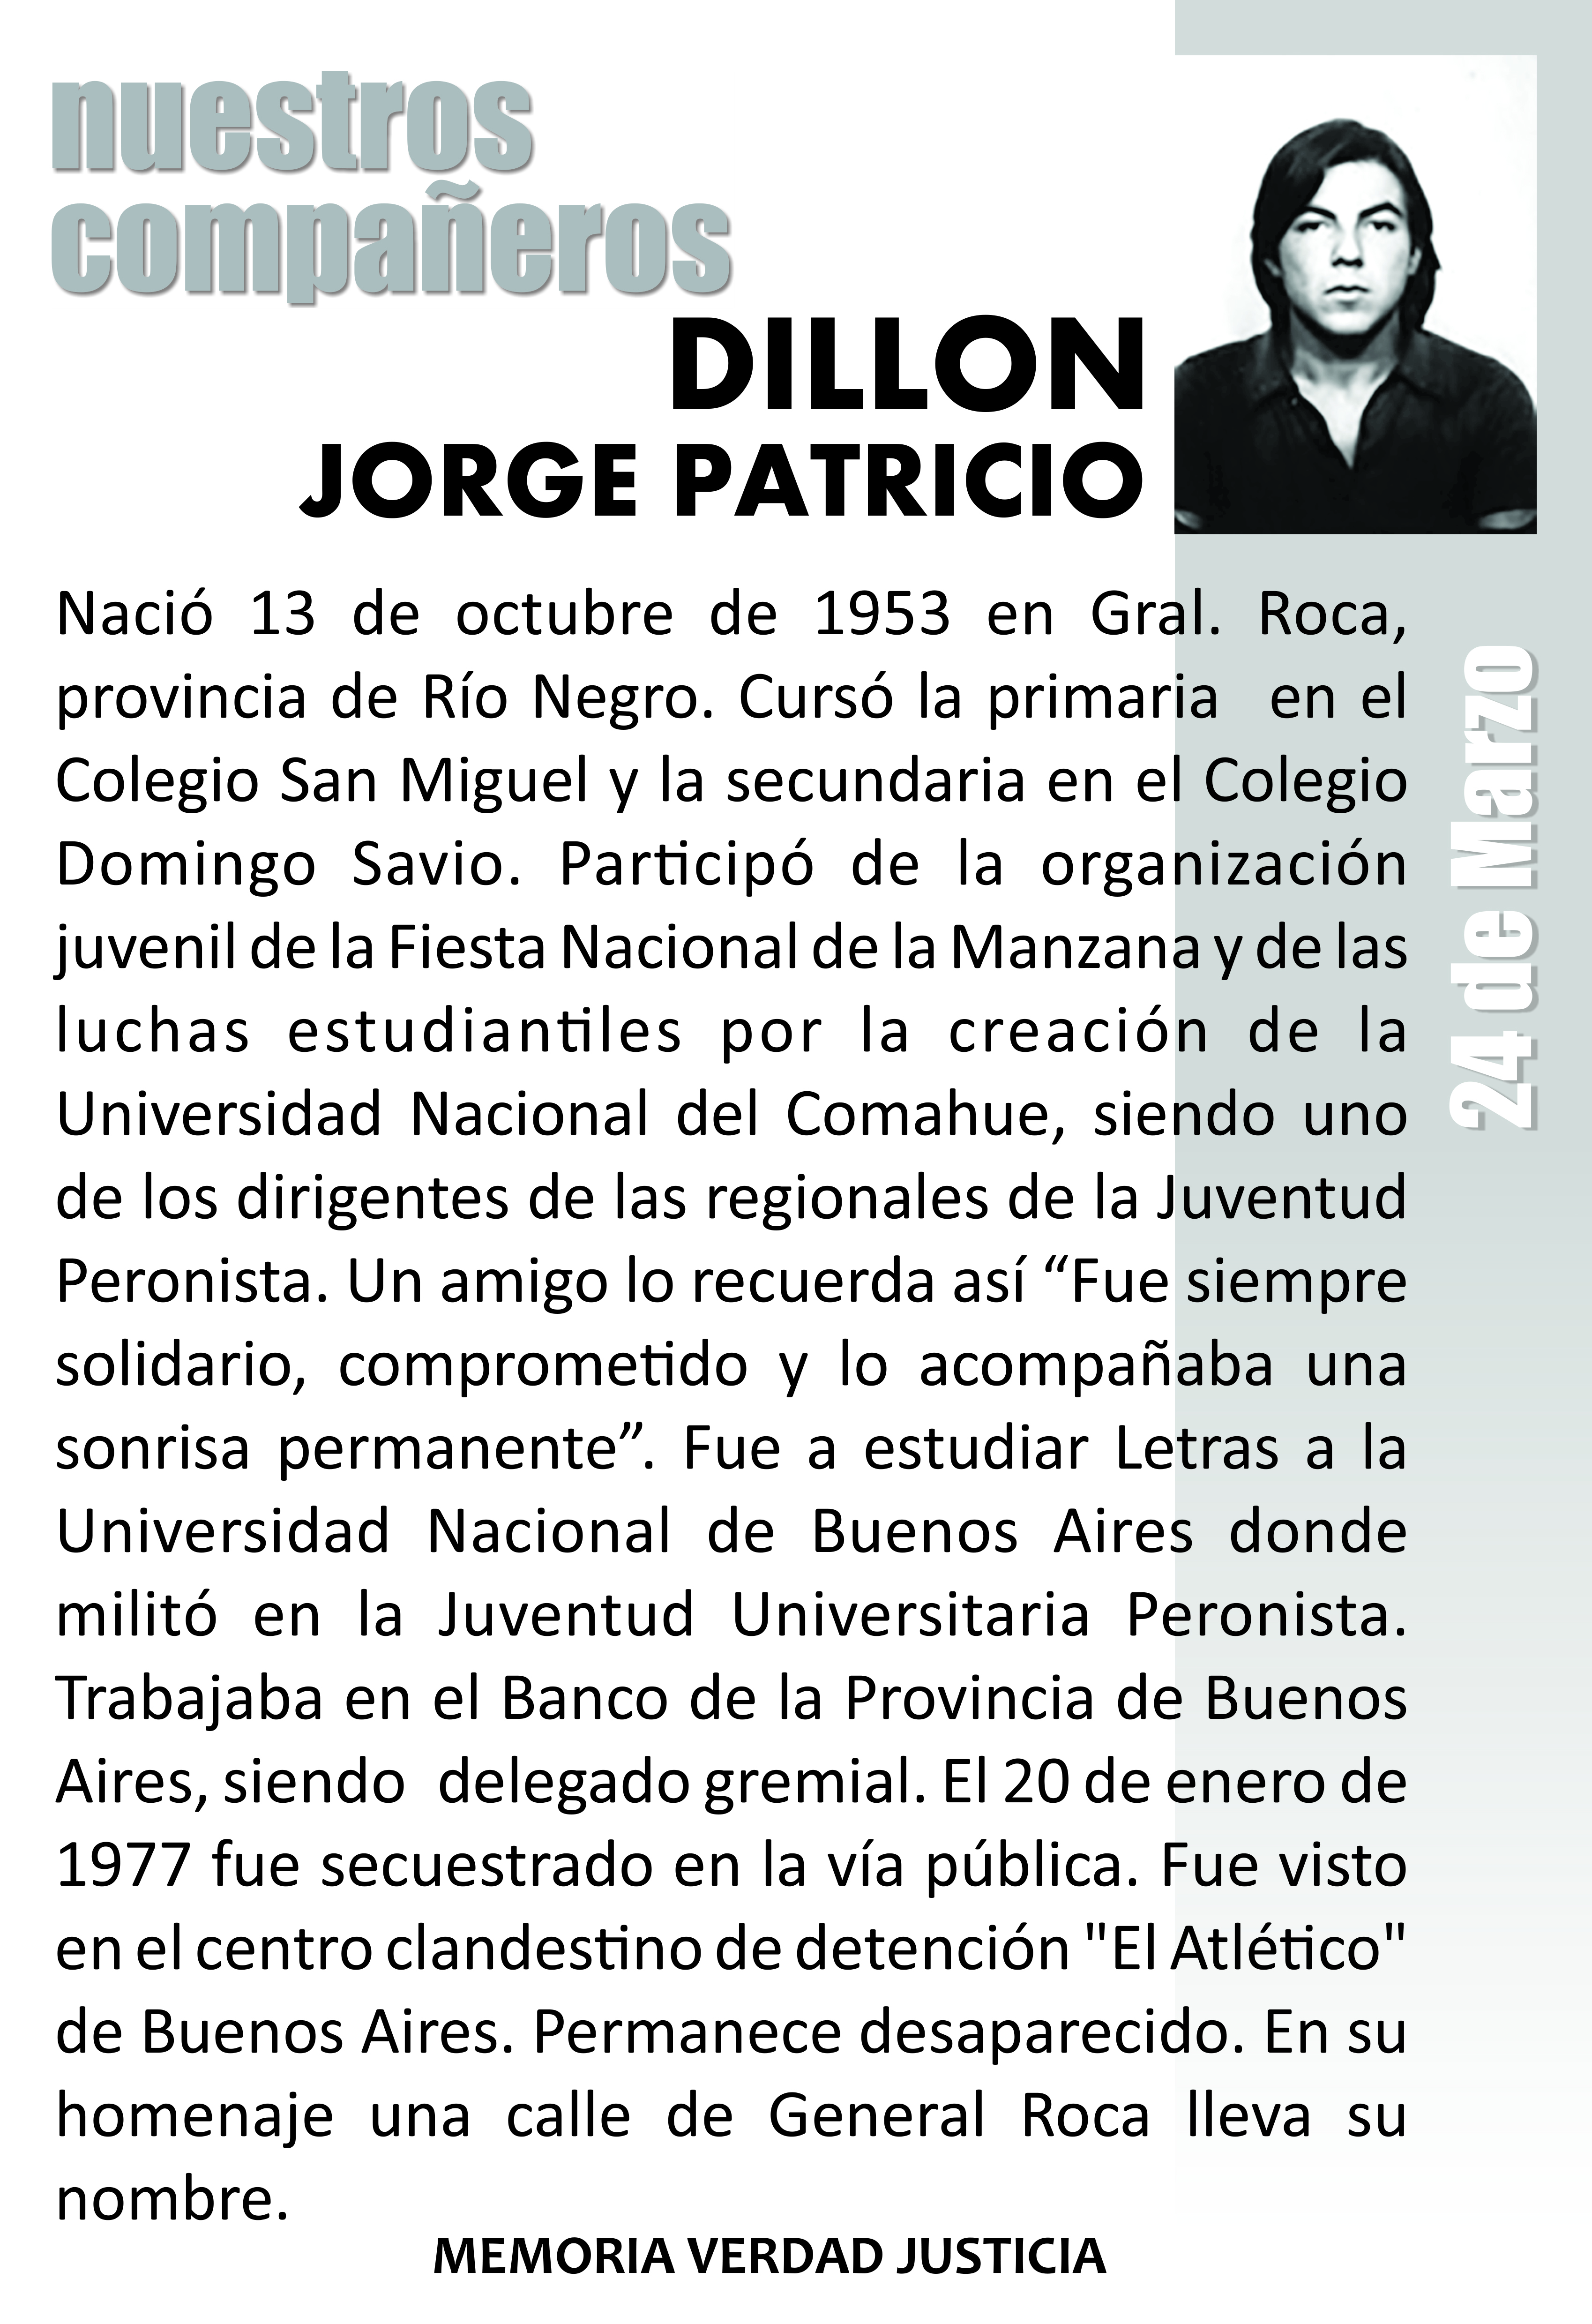 nuestros
compañeros
DILLON
JORGE PATRICIO
Nació 13 de octubre de 1953 en Gral. Roca,
provincia de Río Negro. Cursó la primaria en el
Colegio San Miguel y la secundaria en el Colegio
Domingo Savio. Participó de la organización
juvenil de la Fiesta Nacional de la Manzana y de las
luchas estudiantiles por la creación de la
Universidad Nacional del Comahue, siendo uno
de los dirigentes de las regionales de la Juventud
Peronista. Un amigo lo recuerda así “Fue siempre
solidario, comprometido y lo acompañaba una
sonrisa permanente”. Fue a estudiar Letras a la
Universidad Nacional de Buenos Aires donde
militó en la Juventud Universitaria Peronista.
Trabajaba en el Banco de la Provincia de Buenos
Aires, siendo delegado gremial. El 20 de enero de
1977 fue secuestrado en la vía pública. Fue visto
en el centro clandestino de detención "El Atlético"
de Buenos Aires. Permanece desaparecido. En su
homenaje una calle de General Roca lleva su
nombre.
24 de Marzo
MEMORIA VERDAD JUSTICIA